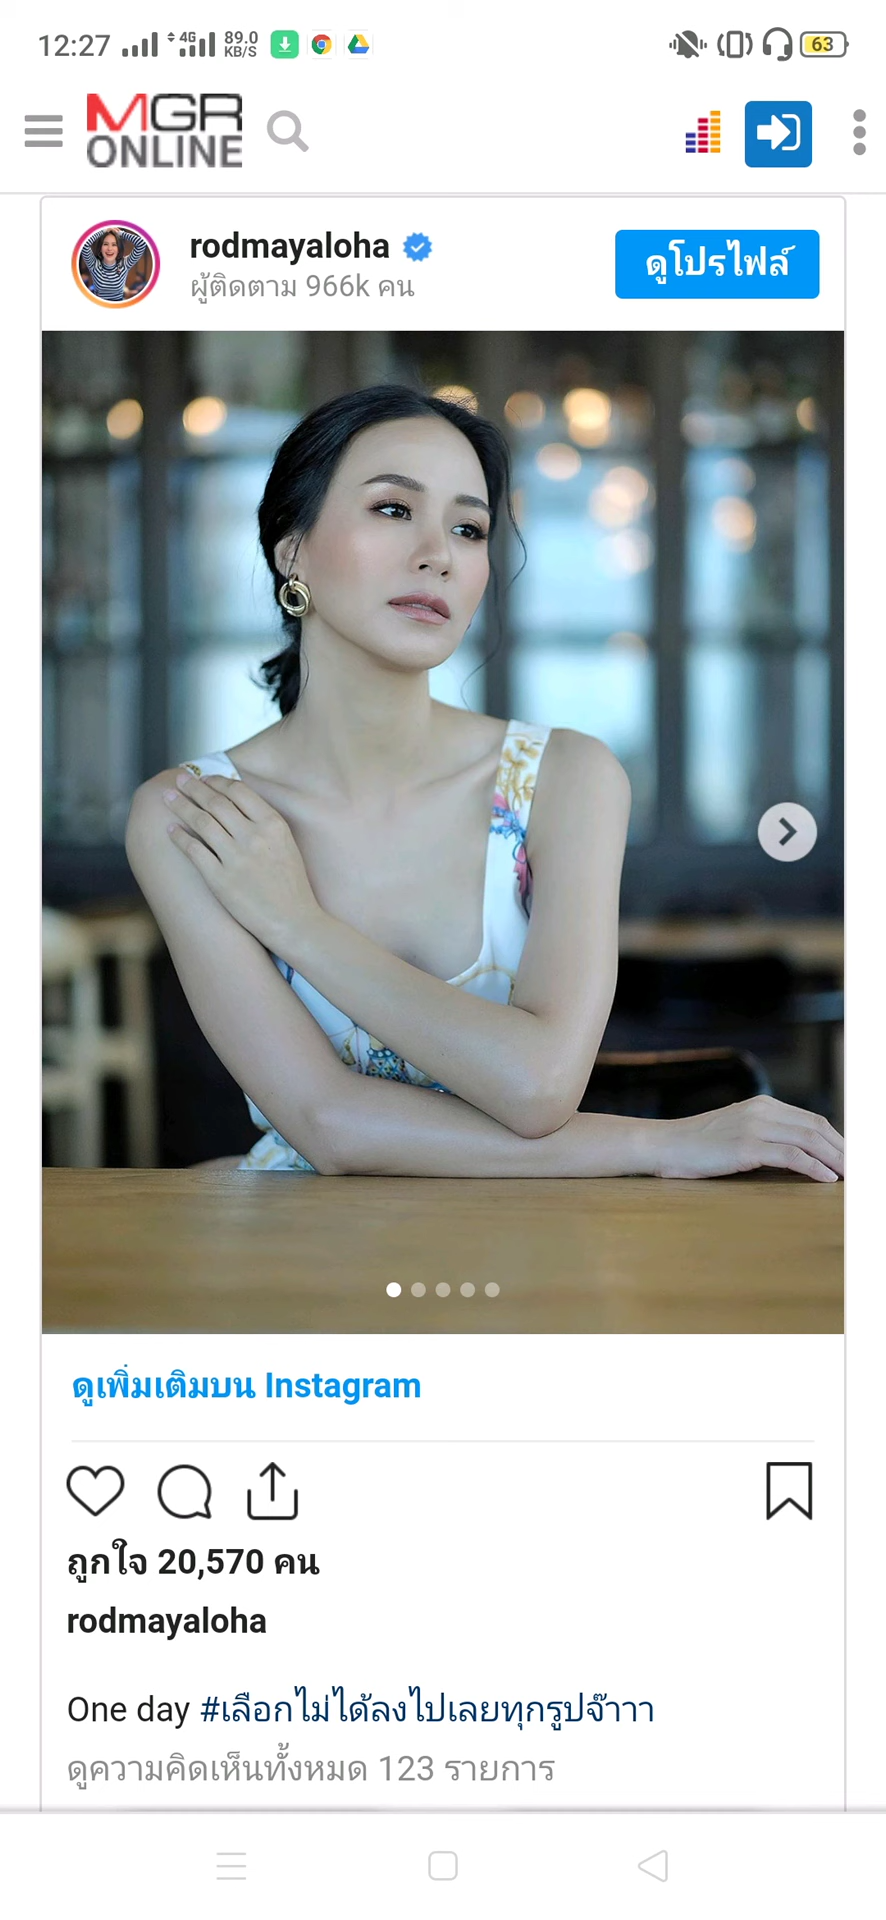 12:27 4G 89.0 KB/S 63
MGR ONLINE
rodmayaloha
ผู้ติดตาม 966k คน
ดูโปรไฟล์
ดูเพิ่มเติมบน Instagram
ถูกใจ 20,570 คน
rodmayaloha
One day #เลือกไม่ได้ลงไปเลยทุกรูปจ๊าาา
ดูความคิดเห็นทั้งหมด 123 รายการ